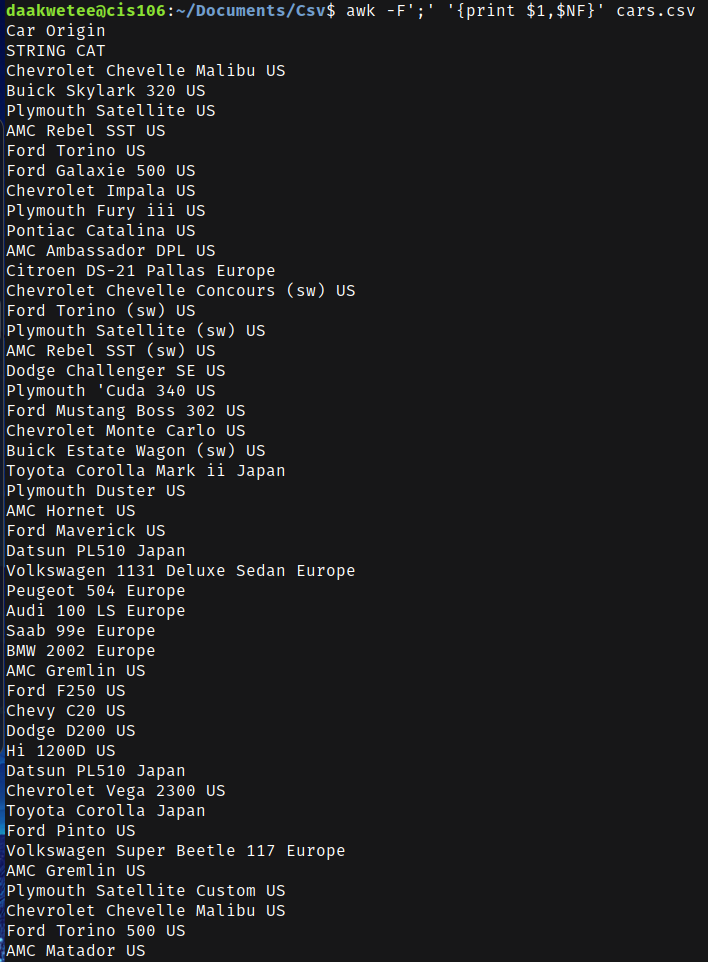 daakwetee@cis106:~/Documents/Csv$ awk -F';' '{print $1,$NF}' cars.csv
Car Origin
STRING CAT
Chevrolet Chevelle Malibu US
Buick Skylark 320 US
Plymouth Satellite US
AMC Rebel SST US
Ford Torino US
Ford Galaxie 500 US
Chevrolet Impala US
Plymouth Fury iii US
Pontiac Catalina US
AMC Ambassador DPL US
Citroen DS-21 Pallas Europe
Chevrolet Chevelle Concours (sw) US
Ford Torino (sw) US
Plymouth Satellite (sw) US
AMC Rebel SST (sw) US
Dodge Challenger SE US
Plymouth 'Cuda 340 US
Ford Mustang Boss 302 US
Chevrolet Monte Carlo US
Buick Estate Wagon (sw) US
Toyota Corolla Mark ii Japan
Plymouth Duster US
AMC Hornet US
Ford Maverick US
Datsun PL510 Japan
Volkswagen 1131 Deluxe Sedan Europe
Peugeot 504 Europe
Audi 100 LS Europe
Saab 99e Europe
BMW 2002 Europe
AMC Gremlin US
Ford F250 US
Chevy C20 US
Dodge D200 US
Hi 1200D US
Datsun PL510 Japan
Chevrolet Vega 2300 US
Toyota Corolla Japan
Ford Pinto US
Volkswagen Super Beetle 117 Europe
AMC Gremlin US
Plymouth Satellite Custom US
Chevrolet Chevelle Malibu US
Ford Torino 500 US
AMC Matador US